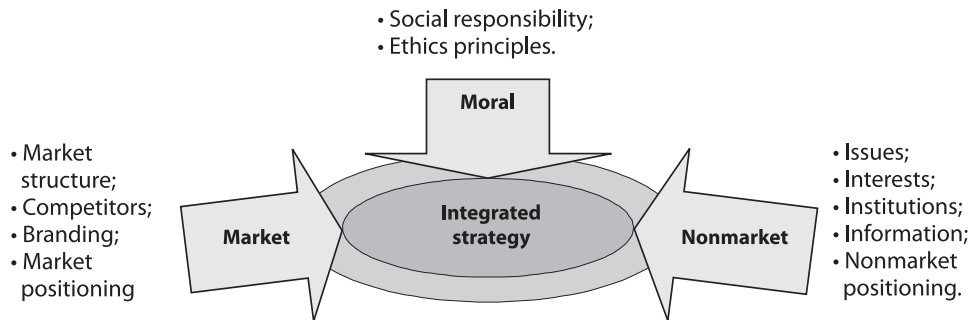 • Social responsibility;
• Ethics principles.
Moral
• Market
structure;
• Competitors;
• Branding;
• Market
positioning
Market
Integrated
strategy
Nonmarket
• Issues;
• Interests;
• Institutions;
• Information;
• Nonmarket
positioning.